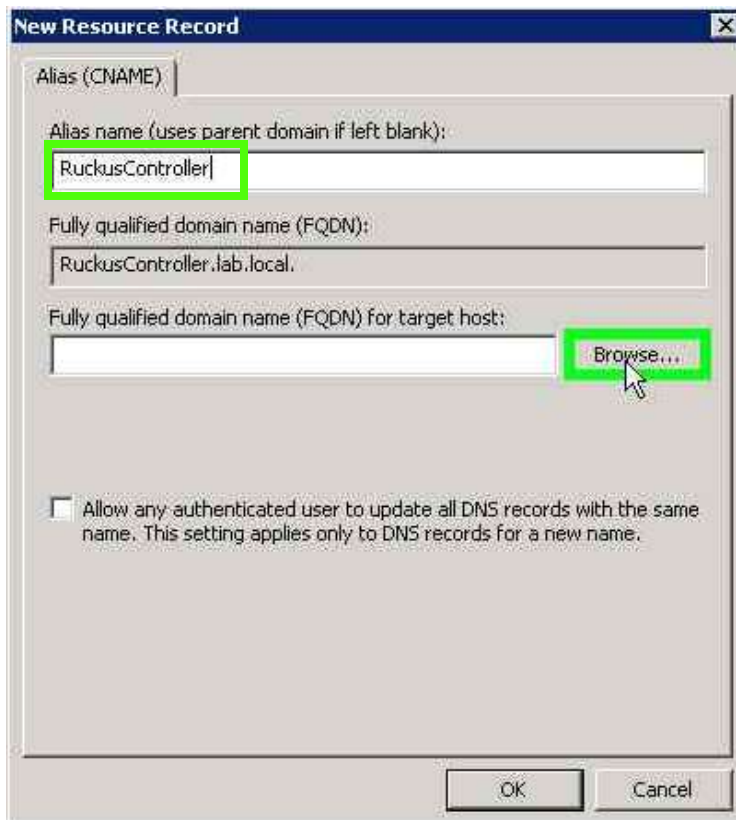 New Resource Record
Alias (CNAME)
Alias name (uses parent domain if left blank):
RuckusController
Fully qualified domain name (FQDN):
RuckusController.lab.local.
Fully qualified domain name (FQDN) for target host:
Browse...
Allow any authenticated user to update all DNS records with the same
name. This setting applies only to DNS records for a new name.
OK
Cancel